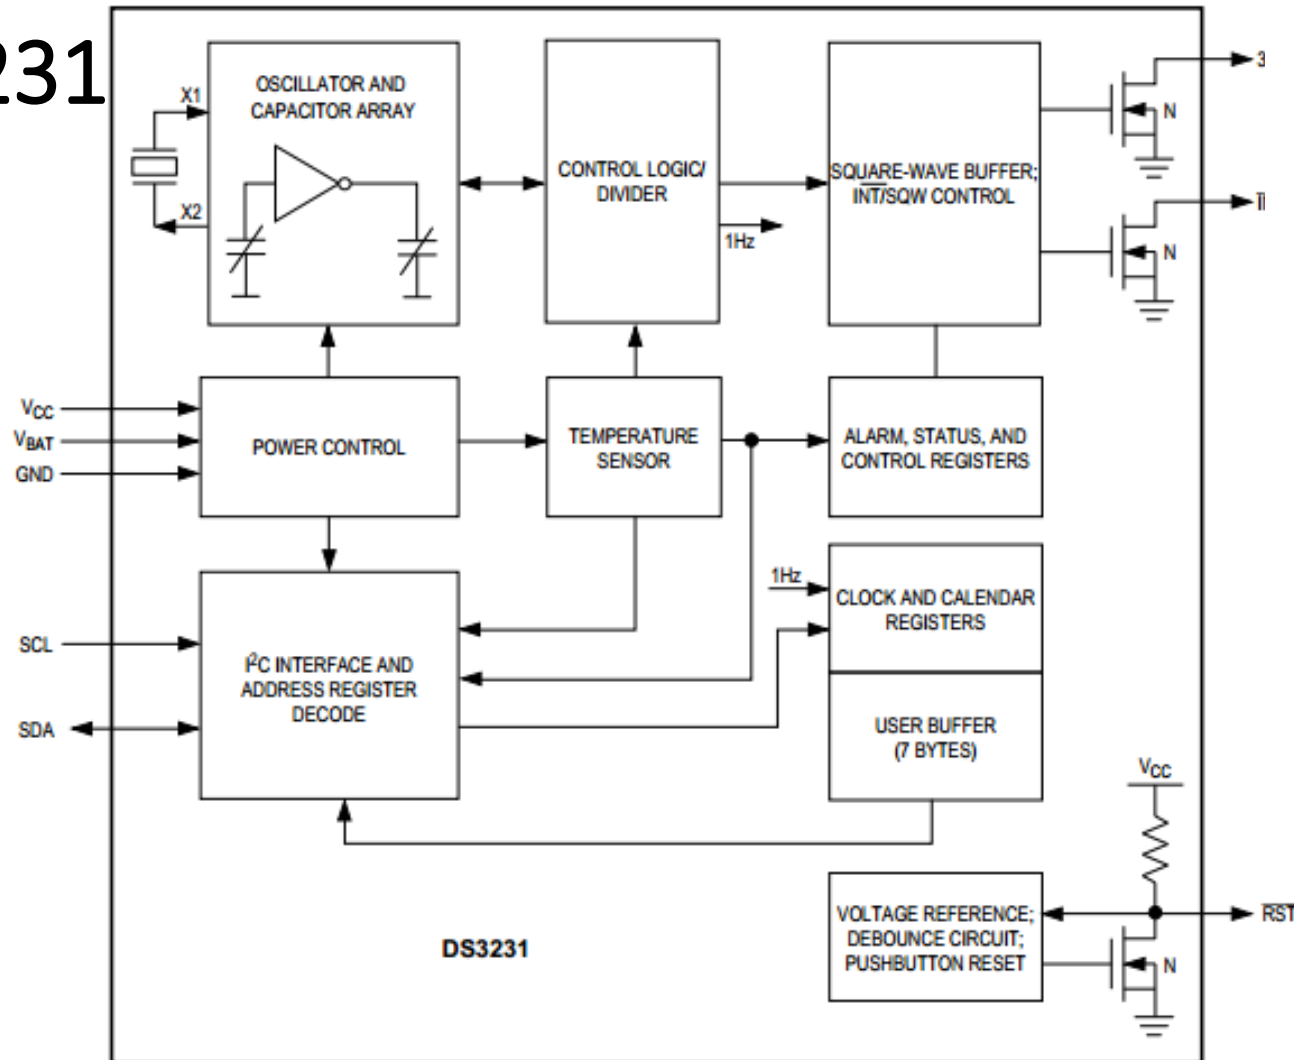 231
OSCILLATOR AND
CAPACITOR ARRAY
X1
X2
CONTROL LOGIC/
DIVIDER
1Hz
SQUARE-WAVE BUFFER;
I̅N̅T̅/SQW CONTROL
N
3
N
VCC
VBAT
GND
POWER CONTROL
TEMPERATURE
SENSOR
ALARM, STATUS, AND
CONTROL REGISTERS
SCL
SDA
I²C INTERFACE AND
ADDRESS REGISTER
DECODE
1Hz
CLOCK AND CALENDAR
REGISTERS
USER BUFFER
(7 BYTES)
VCC
VOLTAGE REFERENCE;
DEBOUNCE CIRCUIT;
PUSHBUTTON RESET
N
R̅S̅T̅
DS3231